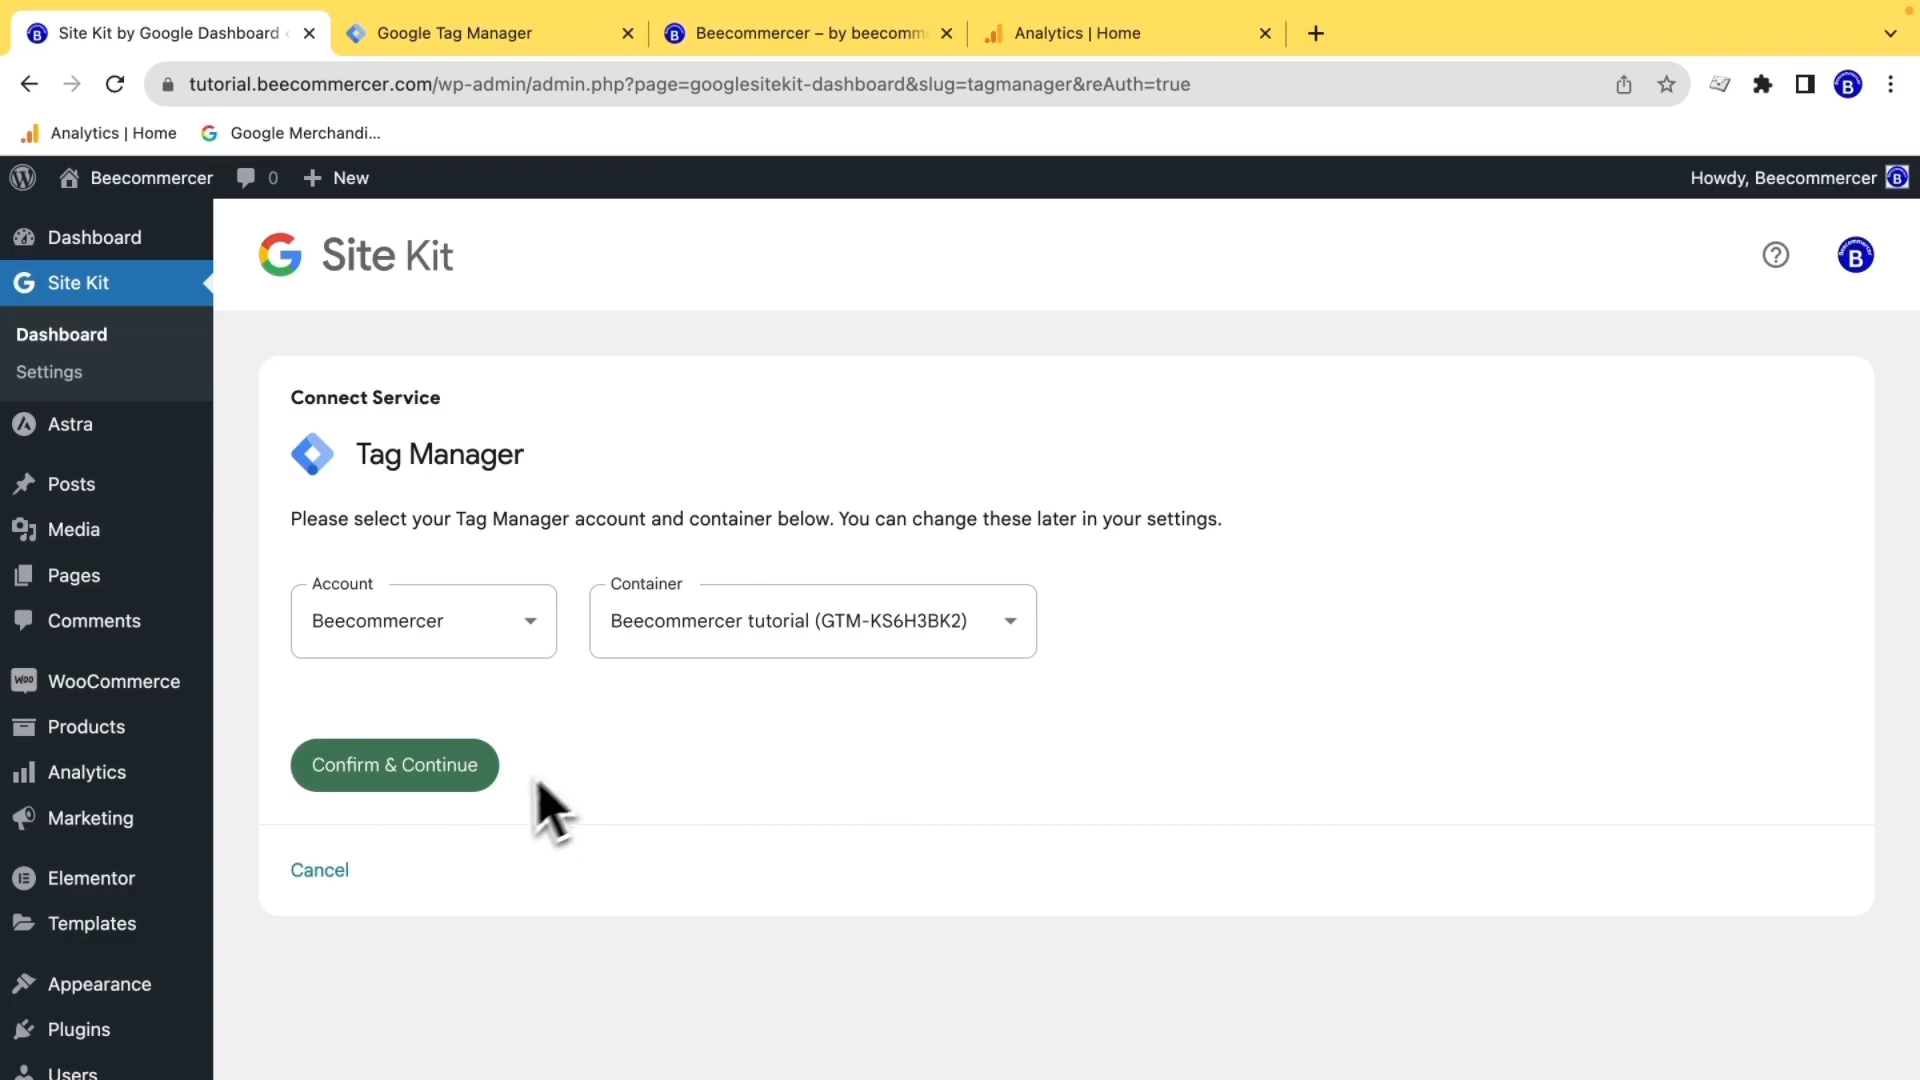 Site Kit by Google Dashboard
Google Tag Manager
Beecommercer – by beecomm
Analytics | Home
tutorial.beecommercer.com/wp-admin/admin.php?page=googlesitekit-dashboard&slug=tagmanager&reAuth=true
Analytics | Home
Google Merchandi...
Beecommercer
0
New
Howdy, Beecommercer
Dashboard
Site Kit
Dashboard
Settings
Astra
Posts
Media
Pages
Comments
WooCommerce
Products
Analytics
Marketing
Elementor
Templates
Appearance
Plugins
Users
Site Kit
Connect Service
Tag Manager
Please select your Tag Manager account and container below. You can change these later in your settings.
Account
Beecommercer
Container
Beecommercer tutorial (GTM-KS6H3BK2)
Confirm & Continue
Cancel